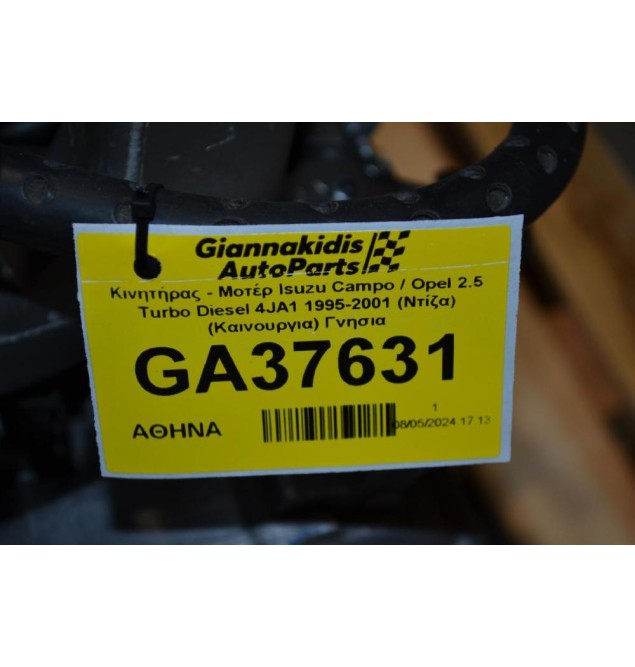 Giannakidis
AutoParts
Κινητήρας - Μοτέρ Isuzu Campo / Opel 2.5
Turbo Diesel 4JA1 1995-2001 (Ντίζα)
(Καινουργια) Γνησια
GA37631
ΑΘΗΝΑ
1
08/05/2024 17 13